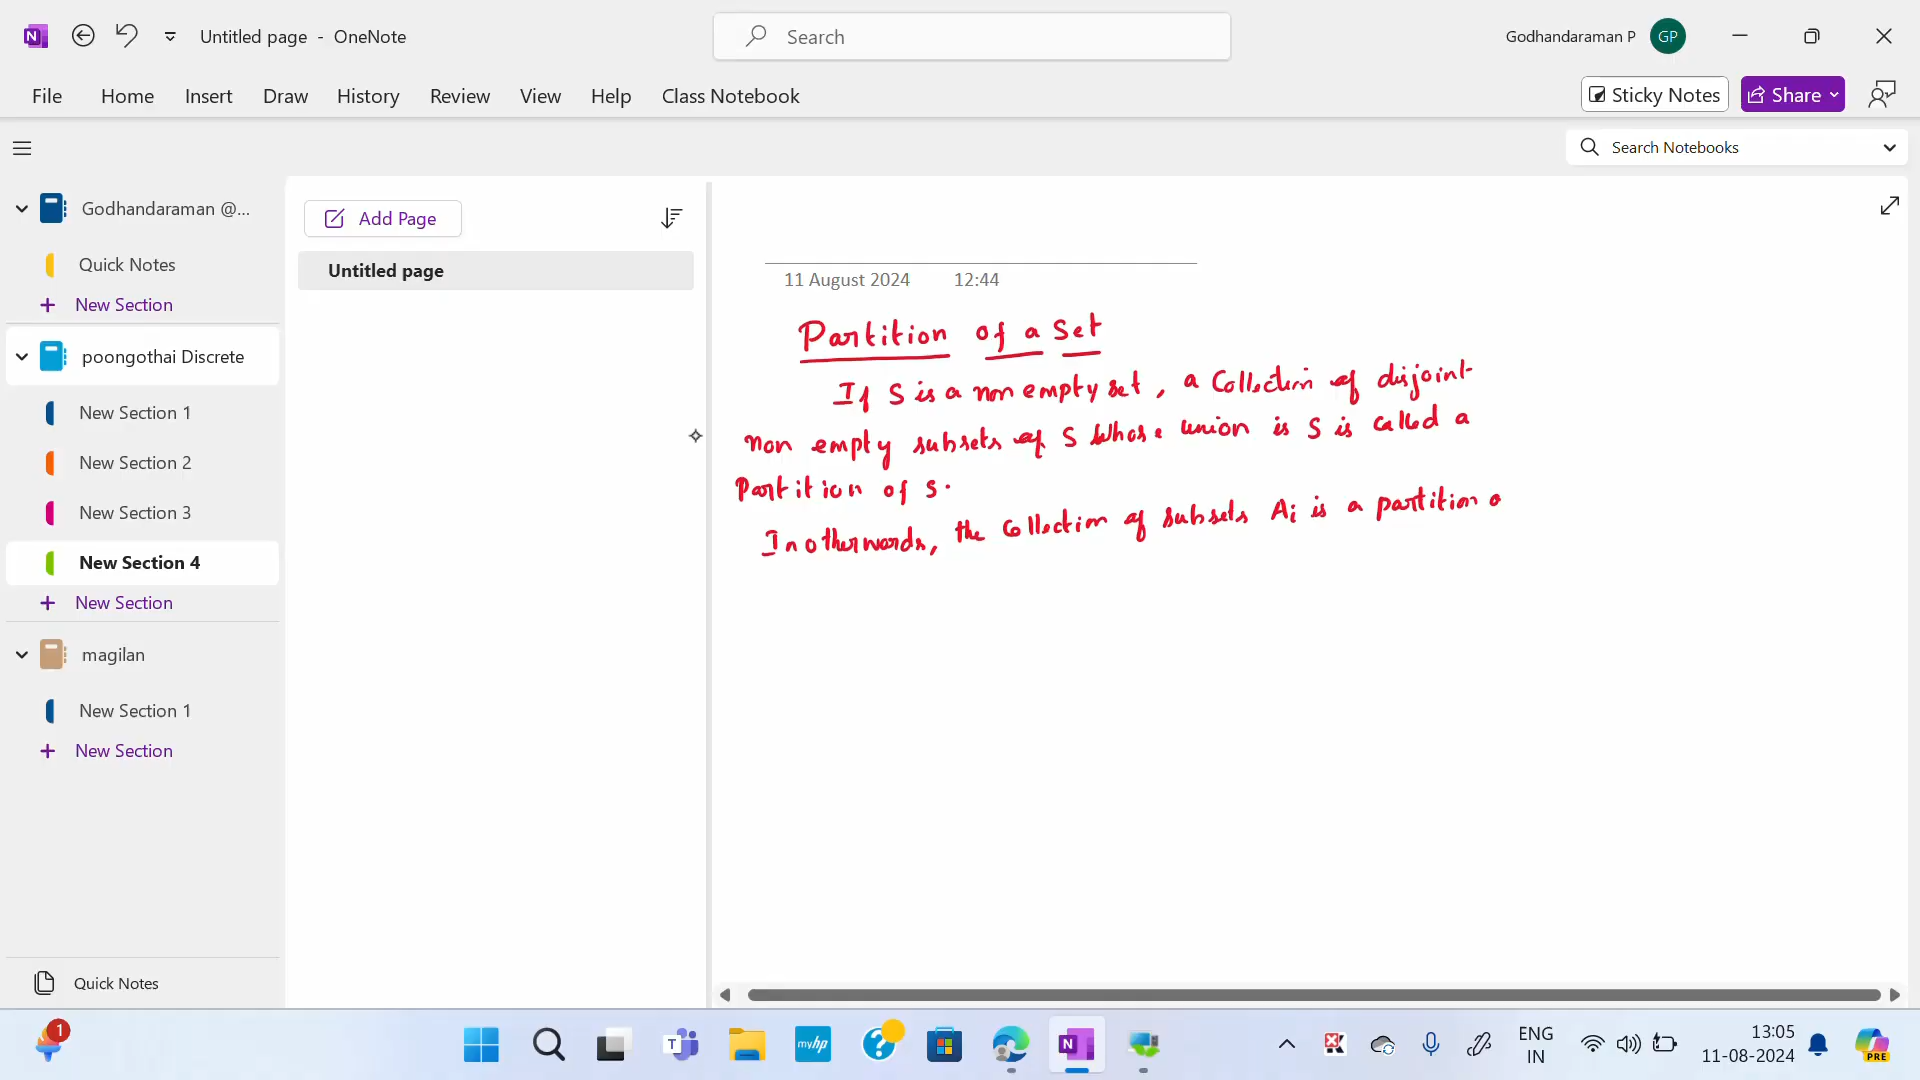 Untitled page - OneNote
Search
Godhandaraman P
GP
File Home Insert Draw History Review View Help Class Notebook
Sticky Notes
Share
Search Notebooks
Godhandaraman @...
Quick Notes
New Section
poongothai Discrete
New Section 1
New Section 2
New Section 3
New Section 4
New Section
magilan
New Section 1
New Section
Quick Notes
Add Page
Untitled page
11 August 2024 12:44
Partition of a Set
If S is a non empty set, a Collection of disjoint
non empty subsets of S whose union is S is called a
Partition of S.
In otherwords, the Collection of subsets Ai is a partition o
1
T
myhp
?
N
PRE
ENG
IN
13:05
11-08-2024